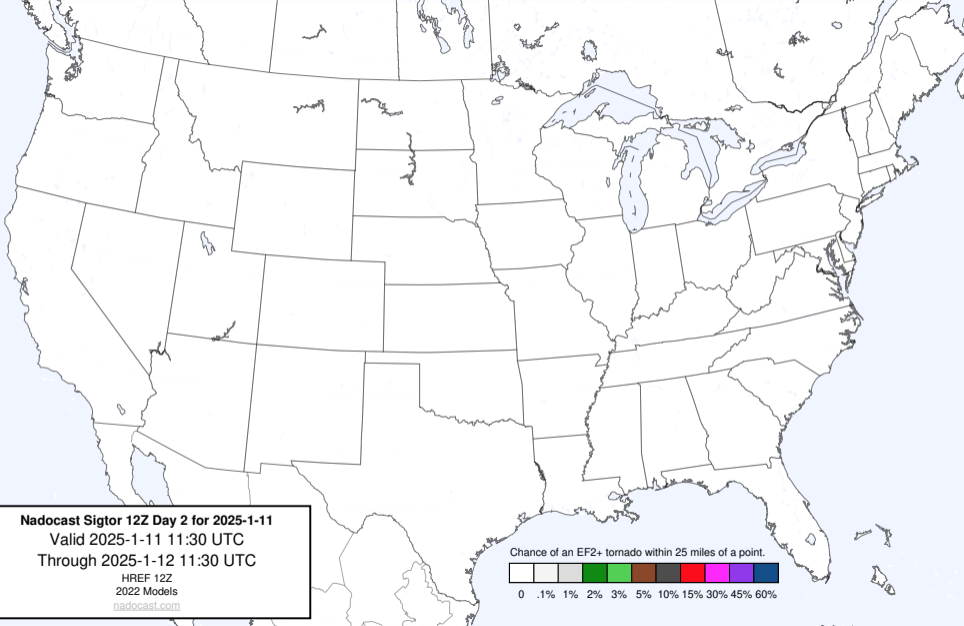 Nadocast Sigtor 12Z Day 2 for 2025-1-11
Valid 2025-1-11 11:30 UTC
Through 2025-1-12 11:30 UTC
HREF 12Z
2022 Models
nadocast.com
Chance of an EF2+ tornado within 25 miles of a point.
0 .1% 1% 2% 3% 5% 10% 15% 30% 45% 60%